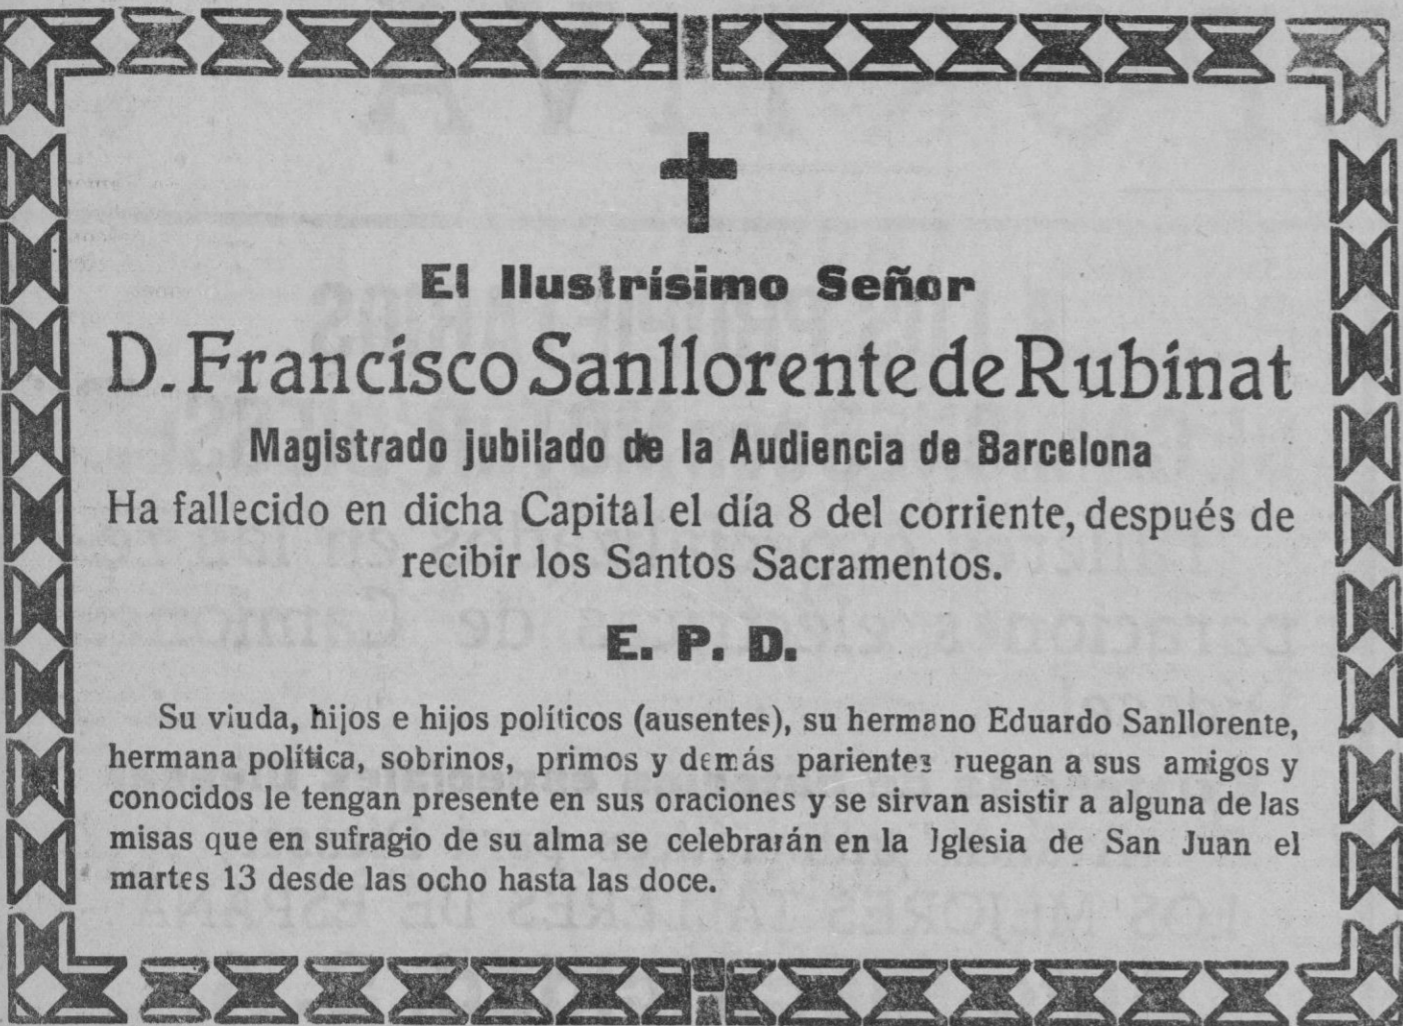 El Ilustrísimo Señor
D. Francisco Sanllorente de Rubinat
Magistrado jubilado de la Audiencia de Barcelona
Ha fallecido en dicha Capital el día 8 del corriente, después de
recibir los Santos Sacramentos.
E. P. D.
Su viuda, hijos e hijos políticos (ausentes), su hermano Eduardo Sanllorente,
hermana política, sobrinos, primos y demás parientes ruegan a sus amigos y
conocidos le tengan presente en sus oraciones y se sirvan asistir a alguna de las
misas que en sufragio de su alma se celebrarán en la Iglesia de San Juan el
martes 13 desde las ocho hasta las doce.